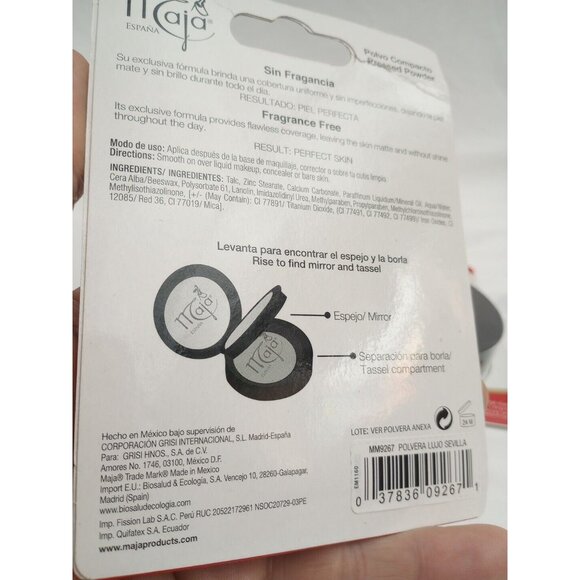 Maja
ESPAÑA
Polvo Compacto
Pressed Powder
Sin Fragancia
Su exclusiva fórmula brinda una cobertura uniforme y sin imperfecciones, dejando la piel
mate y sin brillo durante todo el día.
RESULTADO: PIEL PERFECTA
Fragrance Free
Its exclusive formula provides flawless coverage, leaving the skin matte and without shine
throughout the day.
RESULT: PERFECT SKIN
Modo de uso: Aplica después de la base de maquillaje, corrector o sobre la cutis limpio.
Directions: Smooth on over liquid makeup, concealer or bare skin.
INGREDIENTS/ INGREDIENTES: Talc, Zinc Stearate, Calcium Carbonate, Paraffinum Liquidum/Mineral Oil, Aqua/Water,
Cera Alba/Beeswax, Polysorbate 61, Lanolin, Imidazolidinyl Urea, Methylparaben, Propylparaben, Methylchloroisothiazolinone,
Methylisothiazolinone, [+/- (May Contain): CI 77891/ Titanium Dioxide, (CI 77491, CI 77492, CI 77499)/ Iron Oxides, CI
12085/ Red 36, CI 77019/ Mica].
Levanta para encontrar el espejo y la borla
Rise to find mirror and tassel
Maja
ESPAÑA
Maja
Espejo/ Mirror
Separación para borla/
Tassel compartment
Hecho en México bajo supervisión de
CORPORACIÓN GRISI INTERNACIONAL, S.L. Madrid-España
Para: GRISI HNOS., S.A. de C.V.
Amores No. 1746, 03100, México D.F.
Maja® Trade Mark® Made in Mexico
Import E.U.: Biosalud & Ecología, S.A. Vencejo 10, 28260-Galapagar,
Madrid (Spain)
www.biosaludecologia.com
Imp. Fission Lab S.A.C. Perú RUC 20522172961 NSOC20729-03PE
Imp. Quifatex S.A. Ecuador
www.majaproducts.com
LOTE: VER POLVERA ANEXA
24 M
MM9267 POLVERA LUJO SEVILLA
EM1160
0 37836 09267 1